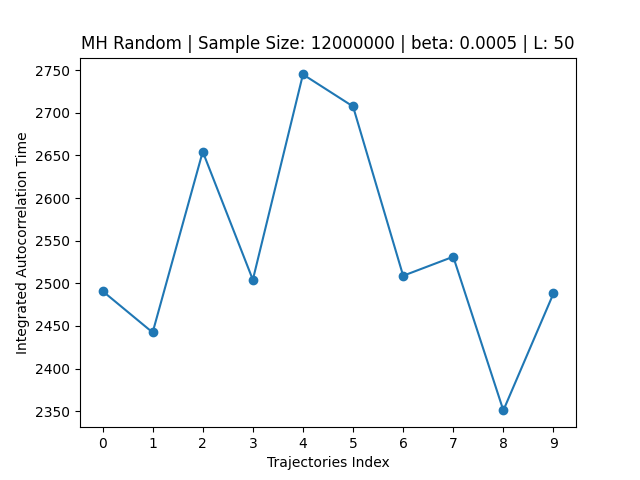 MH Random | Sample Size: 12000000 | beta: 0.0005 | L: 50
Integrated Autocorrelation Time
2750
2700
2650
2600
2550
2500
2450
2400
2350
0 1 2 3 4 5 6 7 8 9
Trajectories Index